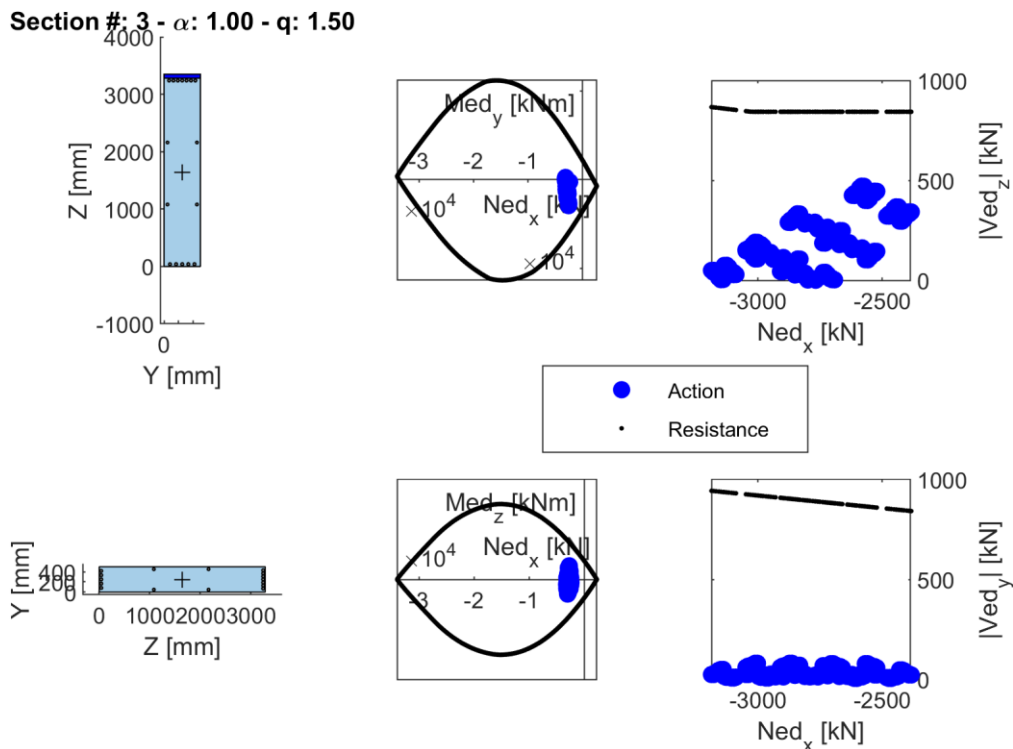 Section #: 3 - α: 1.00 - q: 1.50
4000
3000
2000
1000
0
-1000
Z [mm]
0
Y [mm]
Med_y [kNm]
-3 -2 -1
Ned_x [kN]
×10^4
×10^4
1000
500
0
|Ved_z| [kN]
-3000 -2500
Ned_x [kN]
Action
Resistance
400
200
0
Y [mm]
0 1000 2000 3000
Z [mm]
Med_z [kNm]
Ned_x [kN]
×10^4
-3 -2 -1
1000
500
0
|Ved_y| [kN]
-3000 -2500
Ned_x [kN]